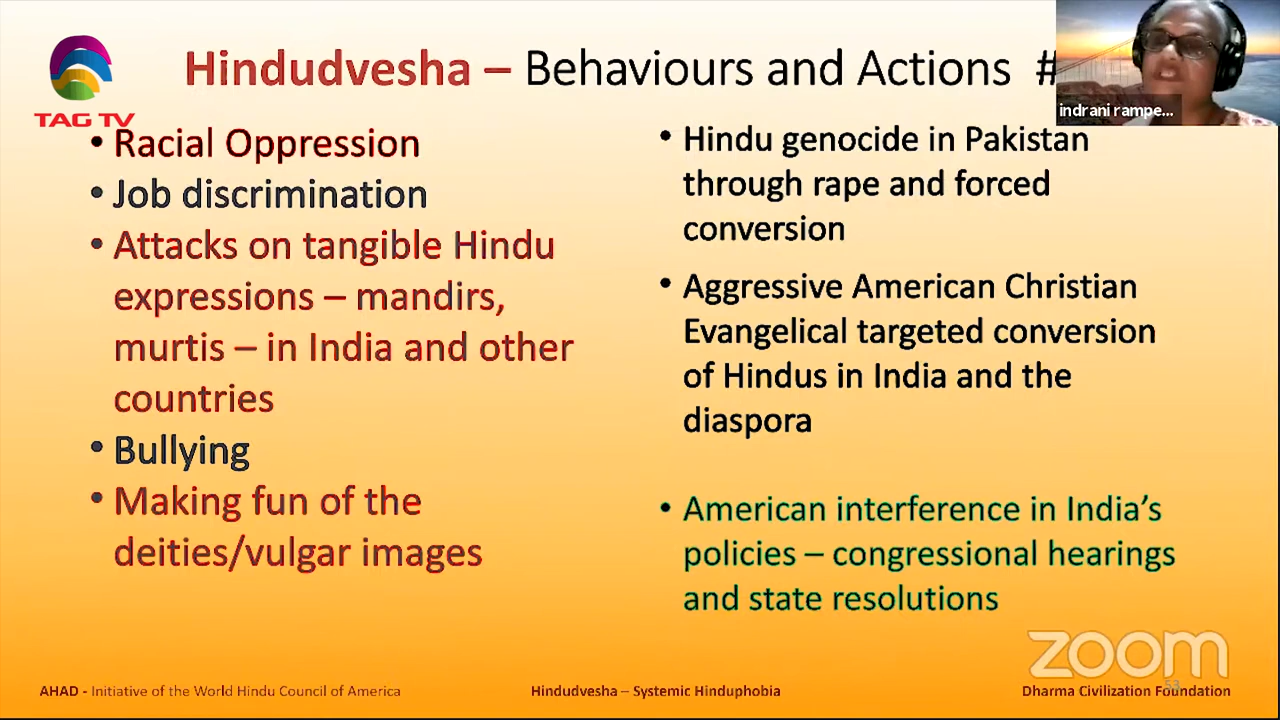 Hindudvesha – Behaviours and Actions #
TAG TV
indrani rampe...
• Racial Oppression
• Job discrimination
• Attacks on tangible Hindu
expressions – mandirs,
murtis – in India and other
countries
• Bullying
• Making fun of the
deities/vulgar images
• Hindu genocide in Pakistan
through rape and forced
conversion
• Aggressive American Christian
Evangelical targeted conversion
of Hindus in India and the
diaspora
• American interference in India’s
policies – congressional hearings
and state resolutions
zoom
53
AHAD - Initiative of the World Hindu Council of America
Hindudvesha – Systemic Hinduphobia
Dharma Civilization Foundation